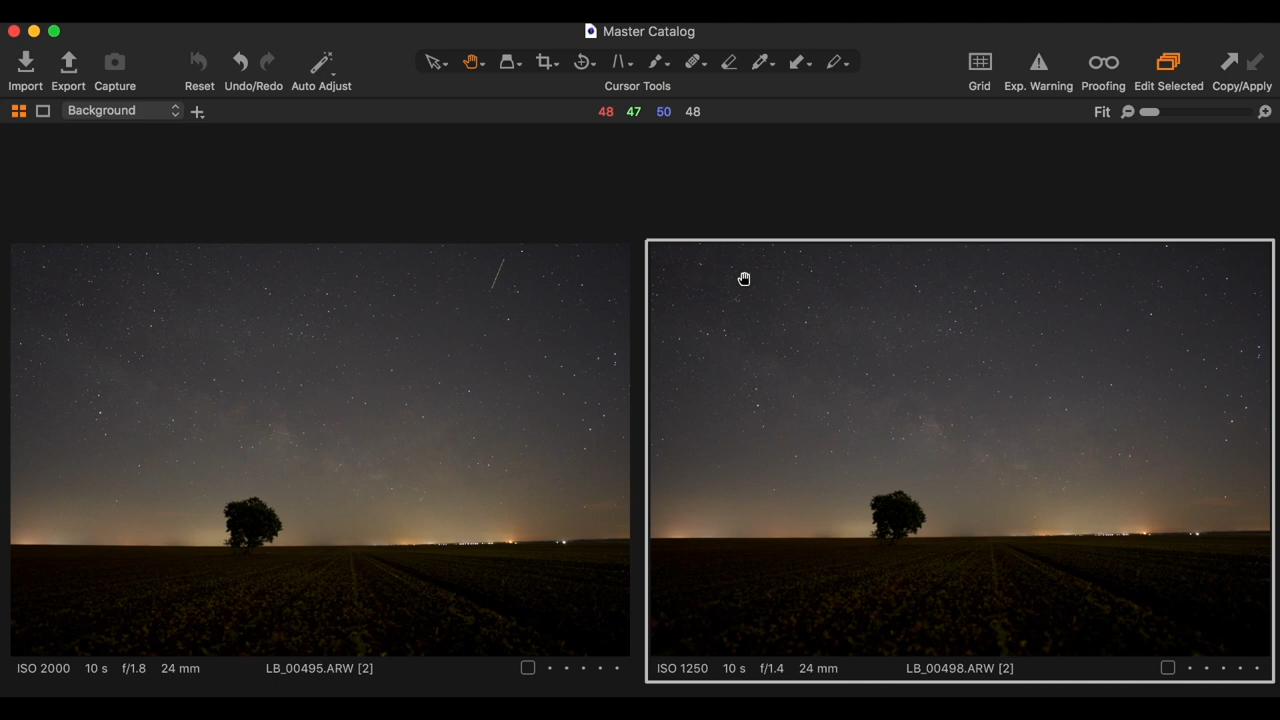 Master Catalog
Import Export Capture Reset Undo/Redo Auto Adjust Cursor Tools Grid Exp. Warning Proofing Edit Selected Copy/Apply
Background 48 47 50 48 Fit
ISO 2000 10 s f/1.8 24 mm LB_00495.ARW [2]
ISO 1250 10 s f/1.4 24 mm LB_00498.ARW [2]